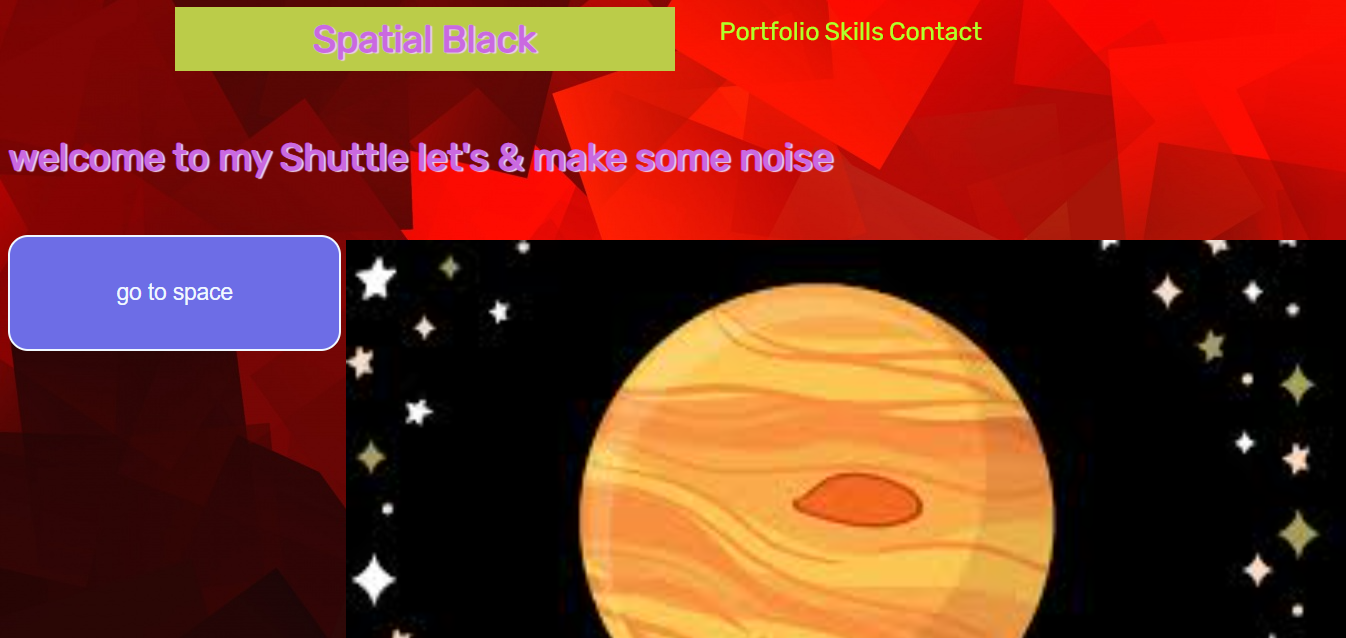 Spatial Black
Portfolio Skills Contact
welcome to my Shuttle let's & make some noise
go to space